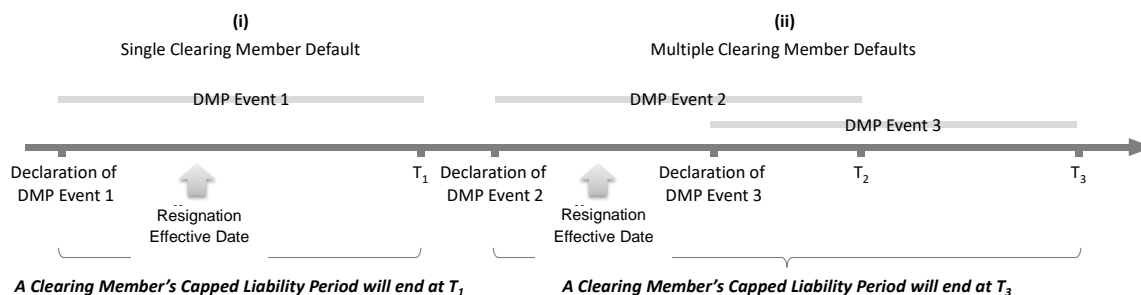 (i)
Single Clearing Member Default
(ii)
Multiple Clearing Member Defaults
DMP Event 1
DMP Event 2
DMP Event 3
Declaration of
DMP Event 1
T1
Declaration of
DMP Event 2
Declaration of
DMP Event 3
T2
T3
Resignation
Effective Date
Resignation
Effective Date
A Clearing Member’s Capped Liability Period will end at T1
A Clearing Member’s Capped Liability Period will end at T3